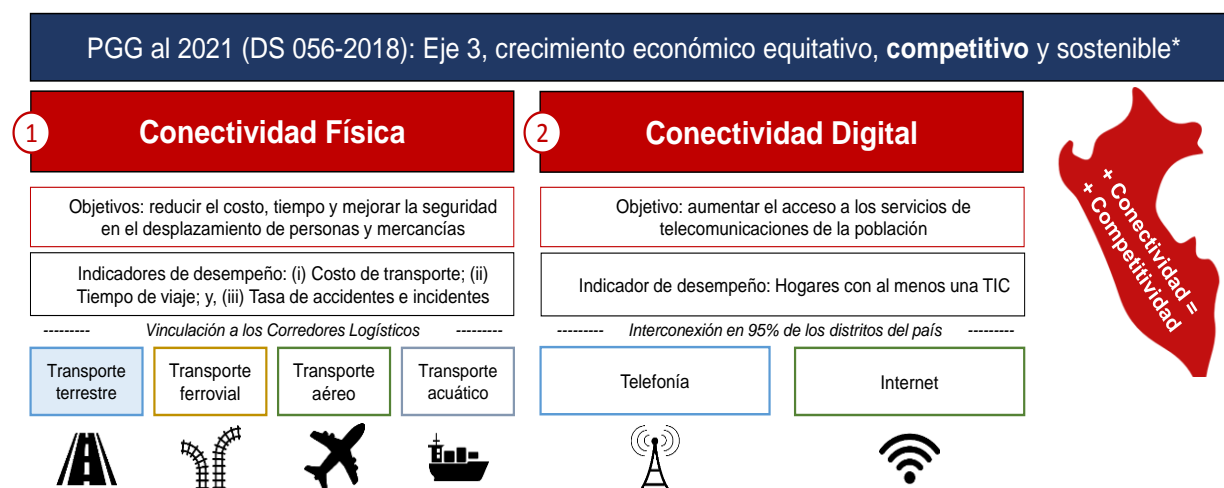 PGG al 2021 (DS 056-2018): Eje 3, crecimiento económico equitativo, competitivo y sostenible*
1
Conectividad Física
Objetivos: reducir el costo, tiempo y mejorar la seguridad
en el desplazamiento de personas y mercancías
Indicadores de desempeño: (i) Costo de transporte; (ii)
Tiempo de viaje; y, (iii) Tasa de accidentes e incidentes
--------- Vinculación a los Corredores Logísticos ---------
Transporte
terrestre
Transporte
ferrovial
Transporte
aéreo
Transporte
acuático
2
Conectividad Digital
Objetivo: aumentar el acceso a los servicios de
telecomunicaciones de la población
Indicador de desempeño: Hogares con al menos una TIC
--------- Interconexión en 95% de los distritos del país ---------
Telefonía
Internet
+ Conectividad =
+ Competitividad